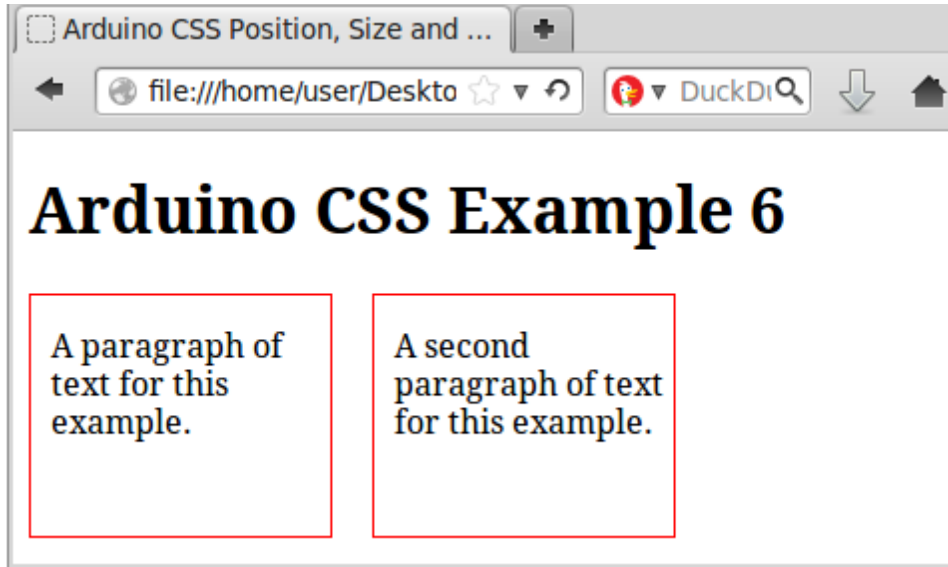 Arduino CSS Position, Size and ...
file:///home/user/Deskto
DuckDu
Arduino CSS Example 6
A paragraph of
text for this
example.
A second
paragraph of text
for this example.